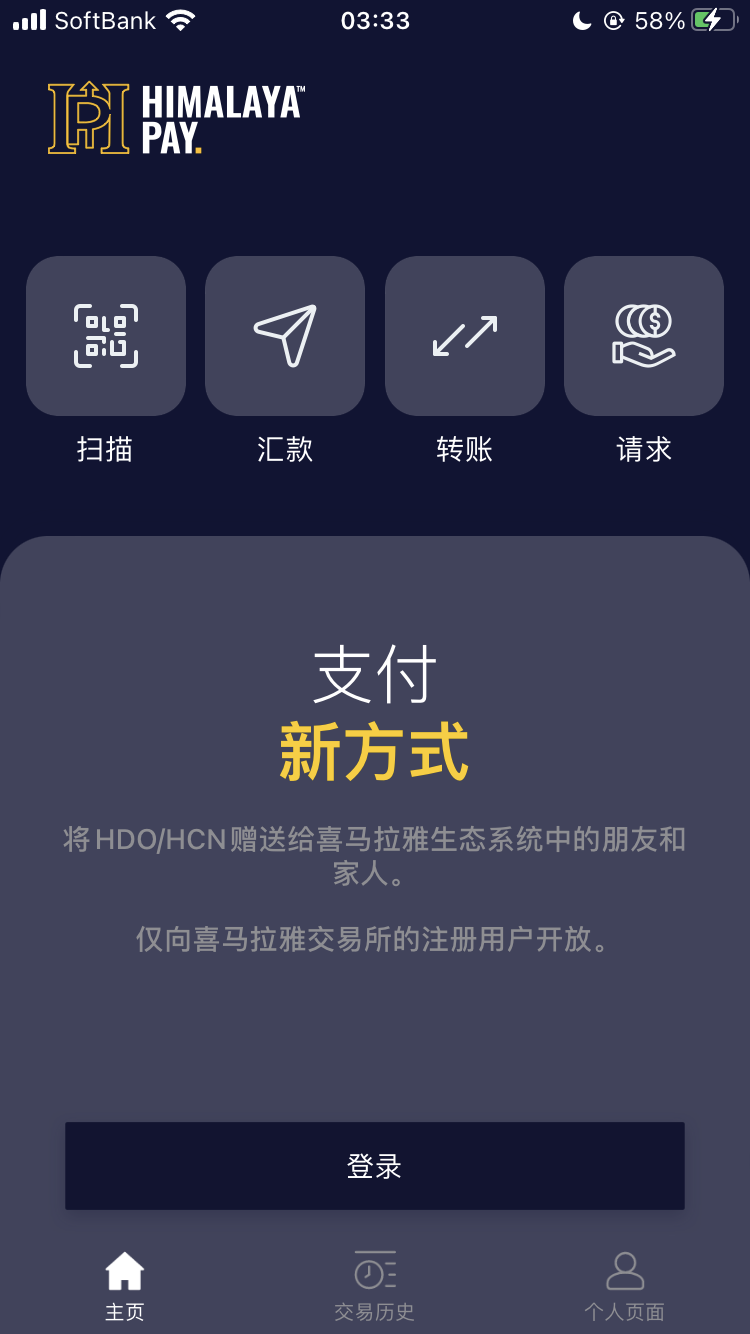 SoftBank 03:33 58%
HIMALAYA™
PAY.
扫描 汇款 转账 请求
支付
新方式
将HDO/HCN赠送给喜马拉雅生态系统中的朋友和
家人。
仅向喜马拉雅交易所的注册用户开放。
登录
主页 交易历史 个人页面